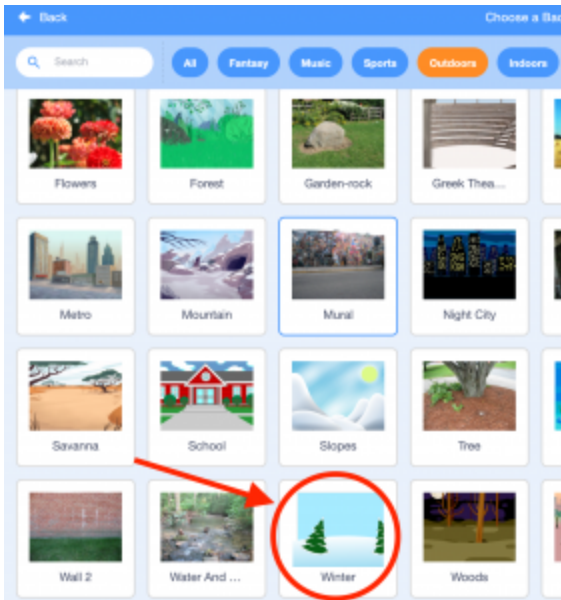 Back
Choose a Bac
Search
All
Fantasy
Music
Sports
Outdoors
Indoors
Flowers
Forest
Garden-rock
Greek Thea...
Metro
Mountain
Mural
Night City
Savanna
School
Slopes
Tree
Wall 2
Water And ...
Winter
Woods